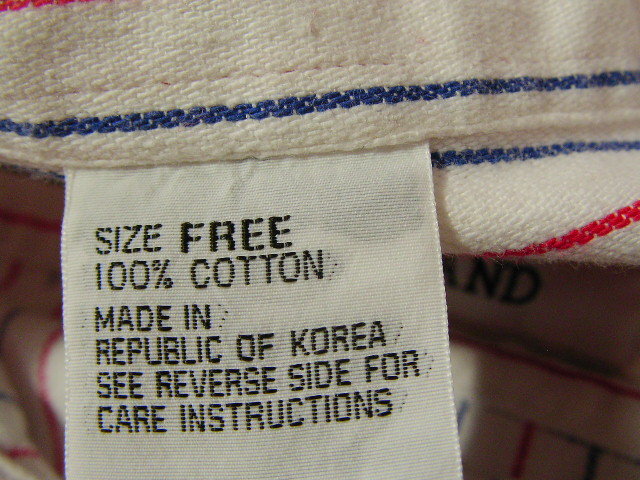 SIZE FREE
100% COTTON
MADE IN
REPUBLIC OF KOREA
SEE REVERSE SIDE FOR
CARE INSTRUCTIONS